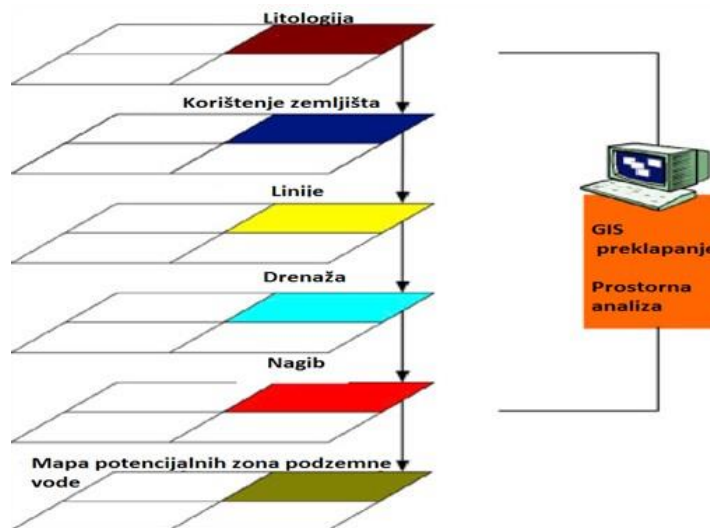 Litologija
Korištenje zemljišta
Linije
Drenaža
Nagib
Mapa potencijalnih zona podzemne
vode
GIS
preklapanje
Prostorna
analiza